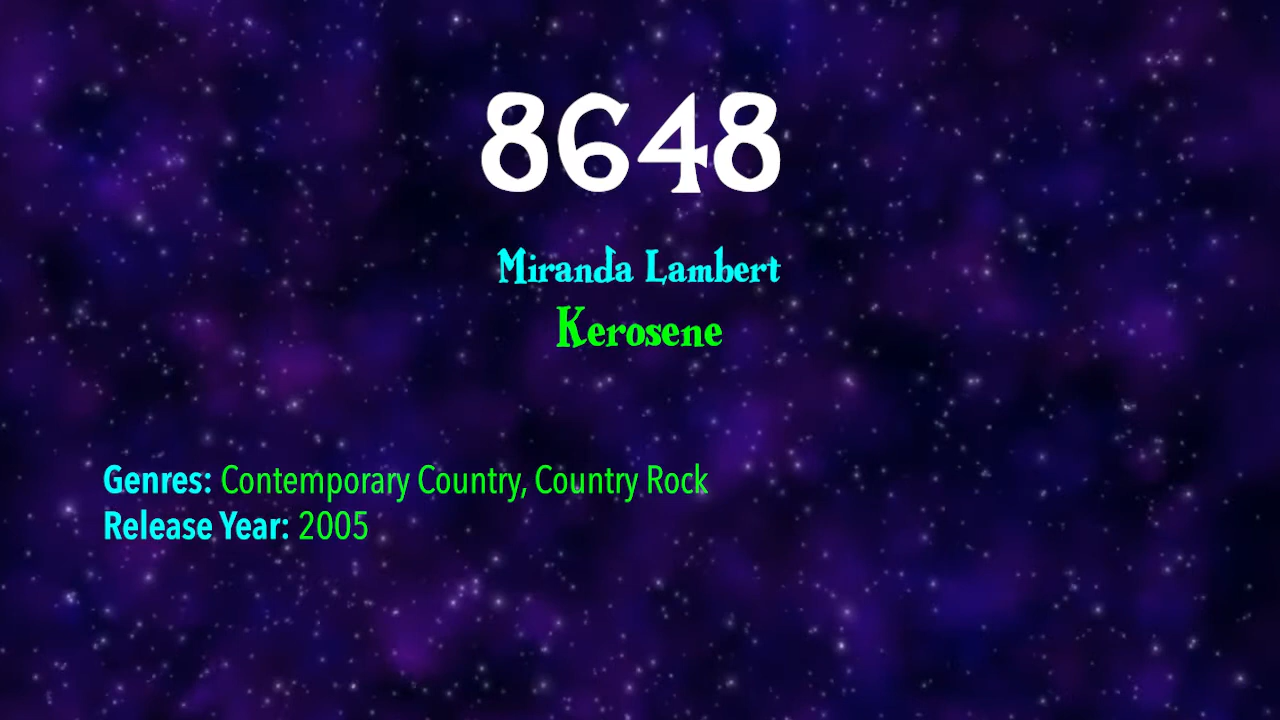 8648
Miranda Lambert
Kerosene
Genres: Contemporary Country, Country Rock
Release Year: 2005